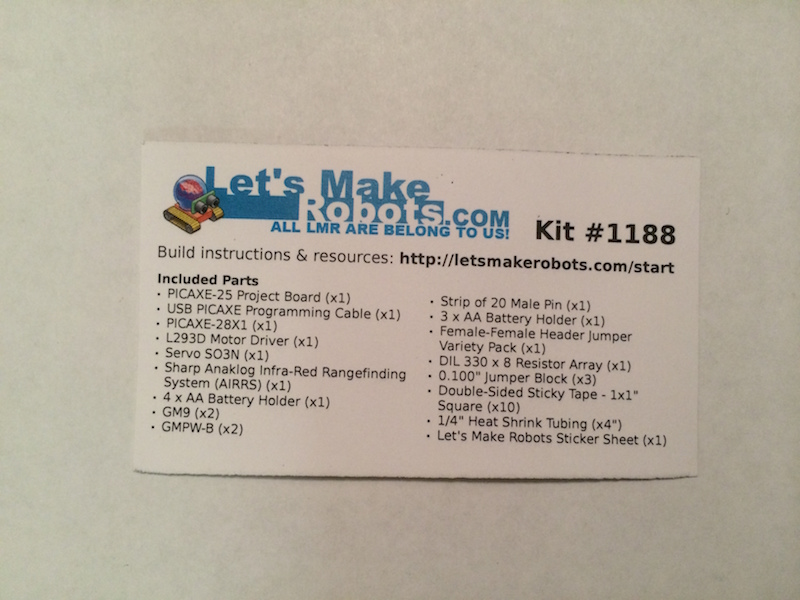 Let's Make
Robots.COM
ALL LMR ARE BELONG TO US!
Kit #1188
Build instructions & resources: http://letsmakerobots.com/start
Included Parts
• PICAXE-25 Project Board (x1)
• USB PICAXE Programming Cable (x1)
• PICAXE-28X1 (x1)
• L293D Motor Driver (x1)
• Servo SO3N (x1)
• Sharp Anaklog Infra-Red Rangefinding
System (AIRRS) (x1)
• 4 x AA Battery Holder (x1)
• GM9 (x2)
• GMPW-B (x2)
• Strip of 20 Male Pin (x1)
• 3 x AA Battery Holder (x1)
• Female-Female Header Jumper
Variety Pack (x1)
• DIL 330 x 8 Resistor Array (x1)
• 0.100" Jumper Block (x3)
• Double-Sided Sticky Tape - 1x1"
Square (x10)
• 1/4" Heat Shrink Tubing (x4")
• Let's Make Robots Sticker Sheet (x1)